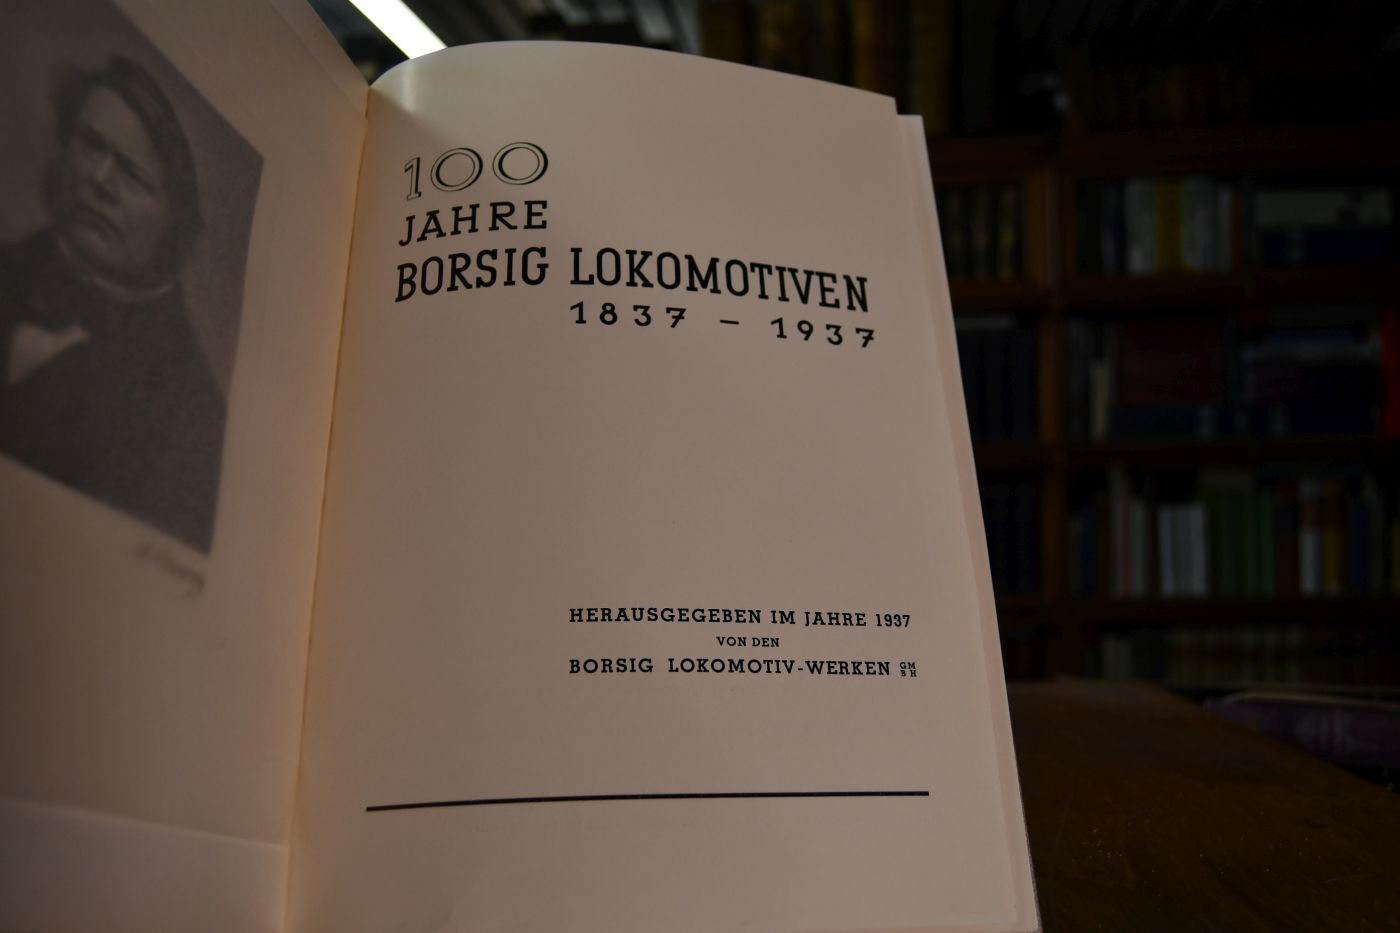 100
JAHRE
BORSIG LOKOMOTIVEN
1837 – 1937
HERAUSGEGEBEN IM JAHRE 1937
VON DEN
BORSIG LOKOMOTIV-WERKEN GMBH